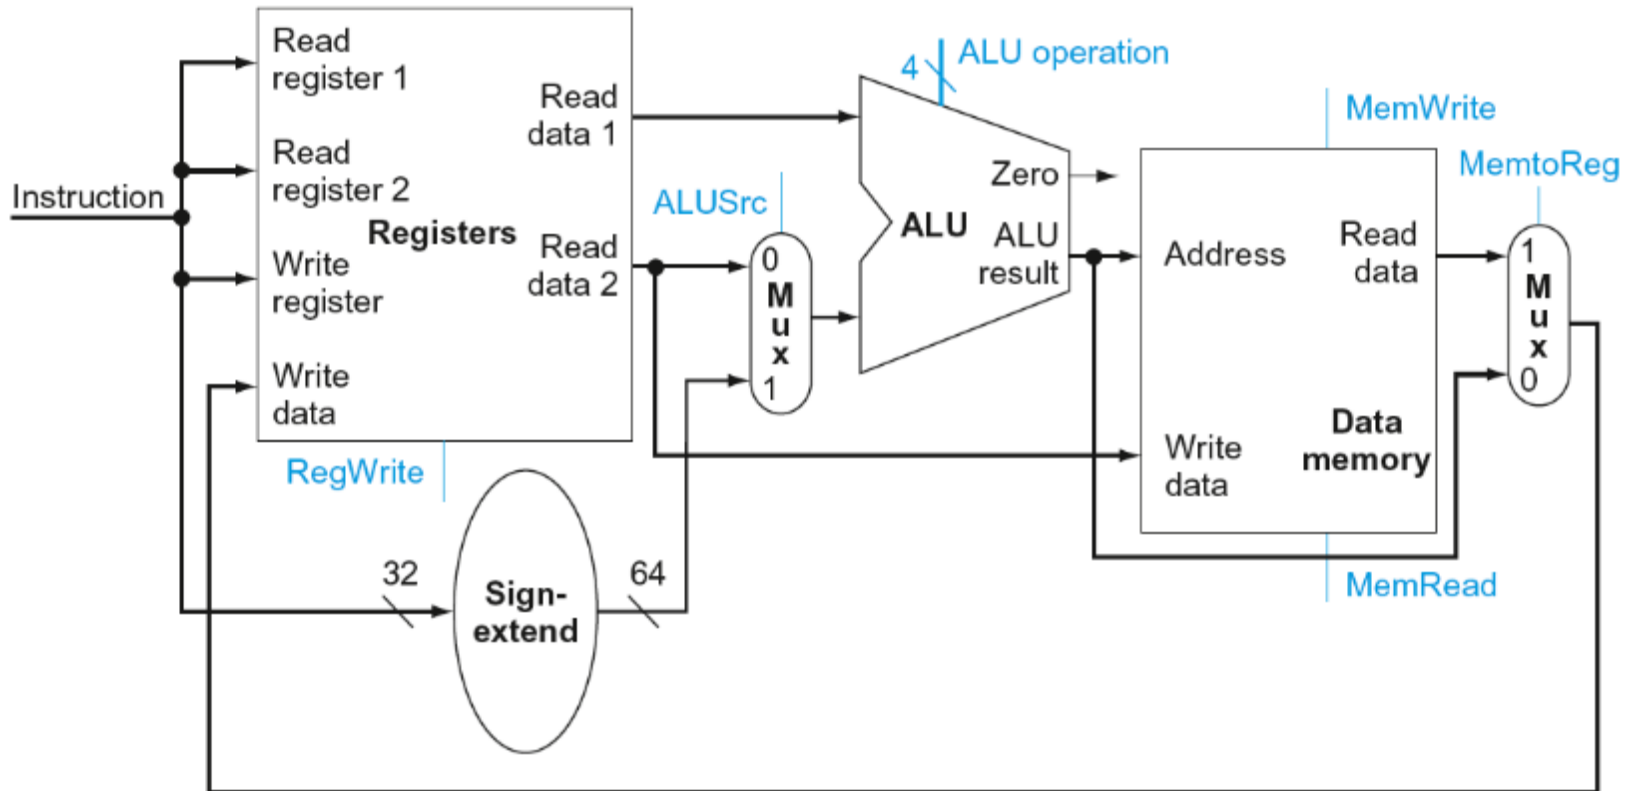 Instruction
Read
register 1
Read
register 2
Registers
Write
register
Write
data
Read
data 1
Read
data 2
RegWrite
32
Sign-
extend
64
ALUSrc
0
M
u
x
1
4
ALU operation
ALU
Zero
ALU
result
MemWrite
Address
Read
data
Write
data
Data
memory
MemRead
MemtoReg
1
M
u
x
0